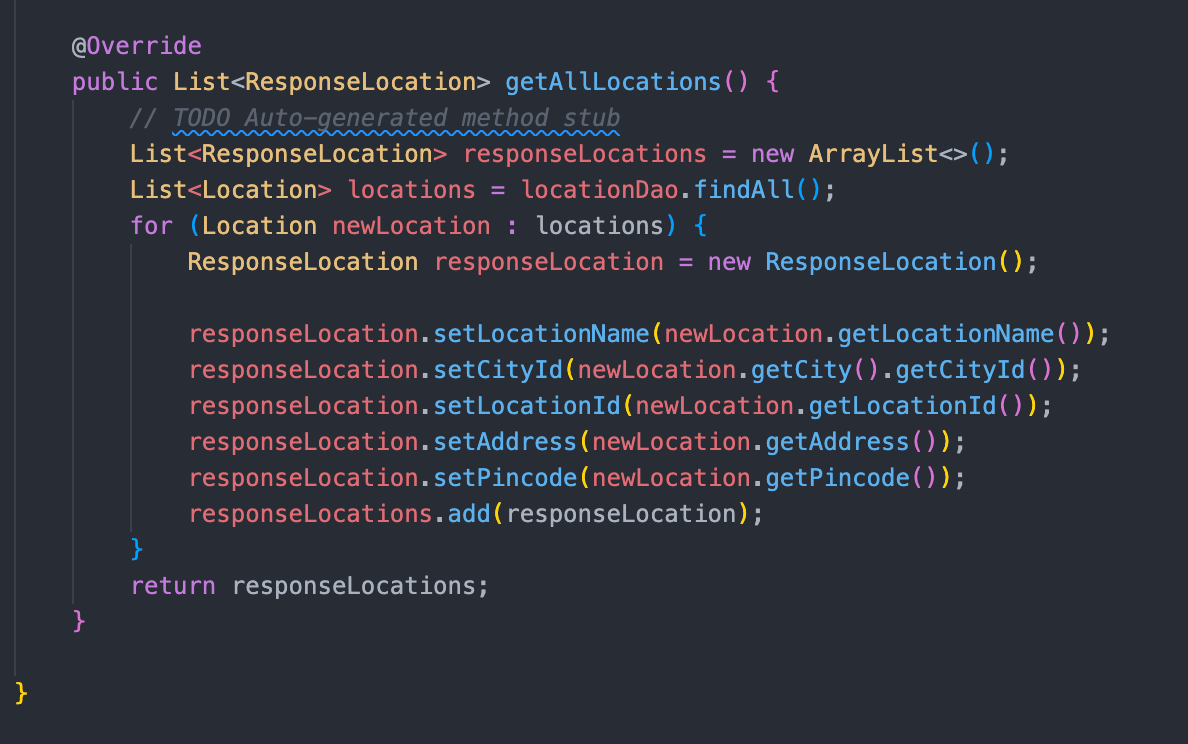 @Override
public List<ResponseLocation> getAllLocations() {
// TODO Auto-generated method stub
List<ResponseLocation> responseLocations = new ArrayList<>();
List<Location> locations = locationDao.findAll();
for (Location newLocation : locations) {
ResponseLocation responseLocation = new ResponseLocation();
responseLocation.setLocationName(newLocation.getLocationName());
responseLocation.setCityId(newLocation.getCity().getCityId());
responseLocation.setLocationId(newLocation.getLocationId());
responseLocation.setAddress(newLocation.getAddress());
responseLocation.setPincode(newLocation.getPincode());
responseLocations.add(responseLocation);
}
return responseLocations;
}
}